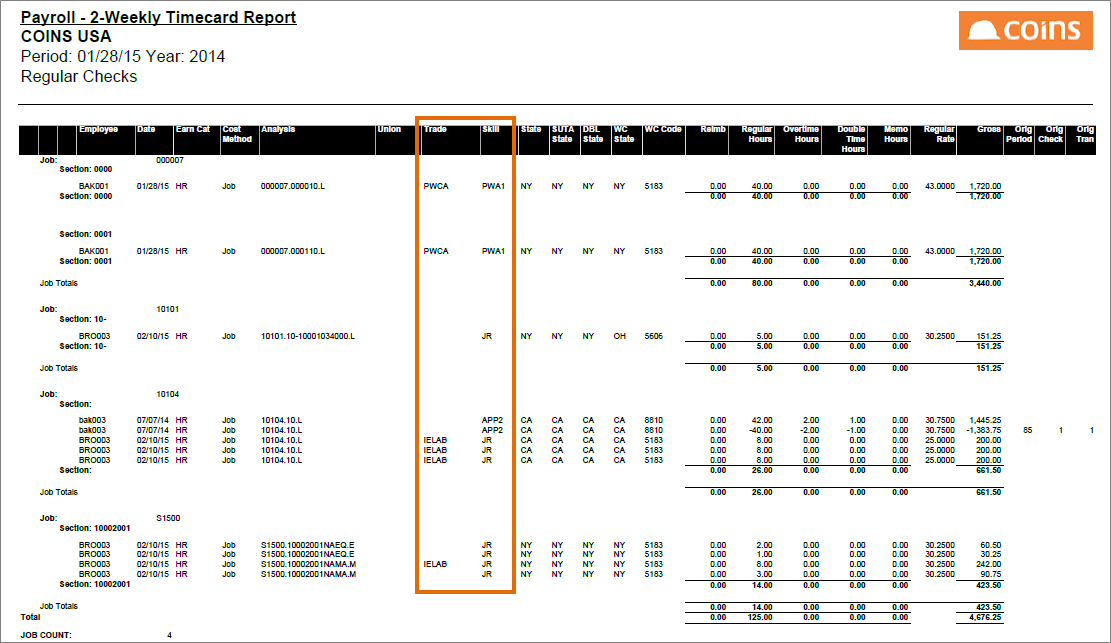 Payroll - 2-Weekly Timecard Report
COINS USA
coins
Period: 01/28/15 Year: 2014
Regular Checks
Employee Date Earn Cat Cost Method Analysis Union Trade Skill State SUTA State DBL State WC State WC Code Reimb Regular Hours Overtime Hours Double Time Hours Memo Hours Regular Rate Gross Orig Period Orig Check Orig Tran
Job: 000007
Section: 0000
BAK001 01/28/15 HR Job 000007.000010.L PWCA PWA1 NY NY NY NY 5183 0.00 40.00 0.00 0.00 0.00 43.0000 1,720.00
Section: 0000 0.00 40.00 0.00 0.00 0.00 1,720.00
Section: 0001
BAK001 01/28/15 HR Job 000007.000110.L PWCA PWA1 NY NY NY NY 5183 0.00 40.00 0.00 0.00 0.00 43.0000 1,720.00
Section: 0001 0.00 40.00 0.00 0.00 0.00 1,720.00
Job Totals 0.00 80.00 0.00 0.00 0.00 3,440.00
Job: 10101
Section: 10-
BRO003 02/10/15 HR Job 10101.10-10001034000.L JR NY NY NY OH 5606 0.00 5.00 0.00 0.00 0.00 30.2500 151.25
Section: 10- 0.00 5.00 0.00 0.00 0.00 151.25
Job Totals 0.00 5.00 0.00 0.00 0.00 151.25
Job: 10104
Section:
bak003 07/07/14 HR Job 10104.10.L APP2 CA CA CA CA 8810 0.00 42.00 2.00 1.00 0.00 30.7500 1,445.25
bak003 07/07/14 HR Job 10104.10.L APP2 CA CA CA CA 8810 0.00 -40.00 -2.00 -1.00 0.00 30.7500 -1,383.75 85 1 1
BRO003 02/10/15 HR Job 10104.10.L IELAB JR CA CA CA CA 5183 0.00 8.00 0.00 0.00 0.00 25.0000 200.00
BRO003 02/10/15 HR Job 10104.10.L IELAB JR CA CA CA CA 5183 0.00 8.00 0.00 0.00 0.00 25.0000 200.00
BRO003 02/10/15 HR Job 10104.10.L IELAB JR CA CA CA CA 5183 0.00 8.00 0.00 0.00 0.00 25.0000 200.00
Section: 0.00 26.00 0.00 0.00 0.00 661.50
Job Totals 0.00 26.00 0.00 0.00 0.00 661.50
Job: S1500
Section: 10002001
BRO003 02/10/15 HR Job S1500.10002001NAEQ.E JR NY NY NY NY 5183 0.00 2.00 0.00 0.00 0.00 30.2500 60.50
BRO003 02/10/15 HR Job S1500.10002001NAEQ.E JR NY NY NY NY 5183 0.00 1.00 0.00 0.00 0.00 30.2500 30.25
BRO003 02/10/15 HR Job S1500.10002001NAMA.M IELAB JR NY NY NY NY 5183 0.00 8.00 0.00 0.00 0.00 30.2500 242.00
BRO003 02/10/15 HR Job S1500.10002001NAMA.M JR NY NY NY NY 5183 0.00 3.00 0.00 0.00 0.00 30.2500 90.75
Section: 10002001 0.00 14.00 0.00 0.00 0.00 423.50
Job Totals 0.00 14.00 0.00 0.00 0.00 423.50
Total 0.00 125.00 0.00 0.00 0.00 4,676.25
JOB COUNT: 4